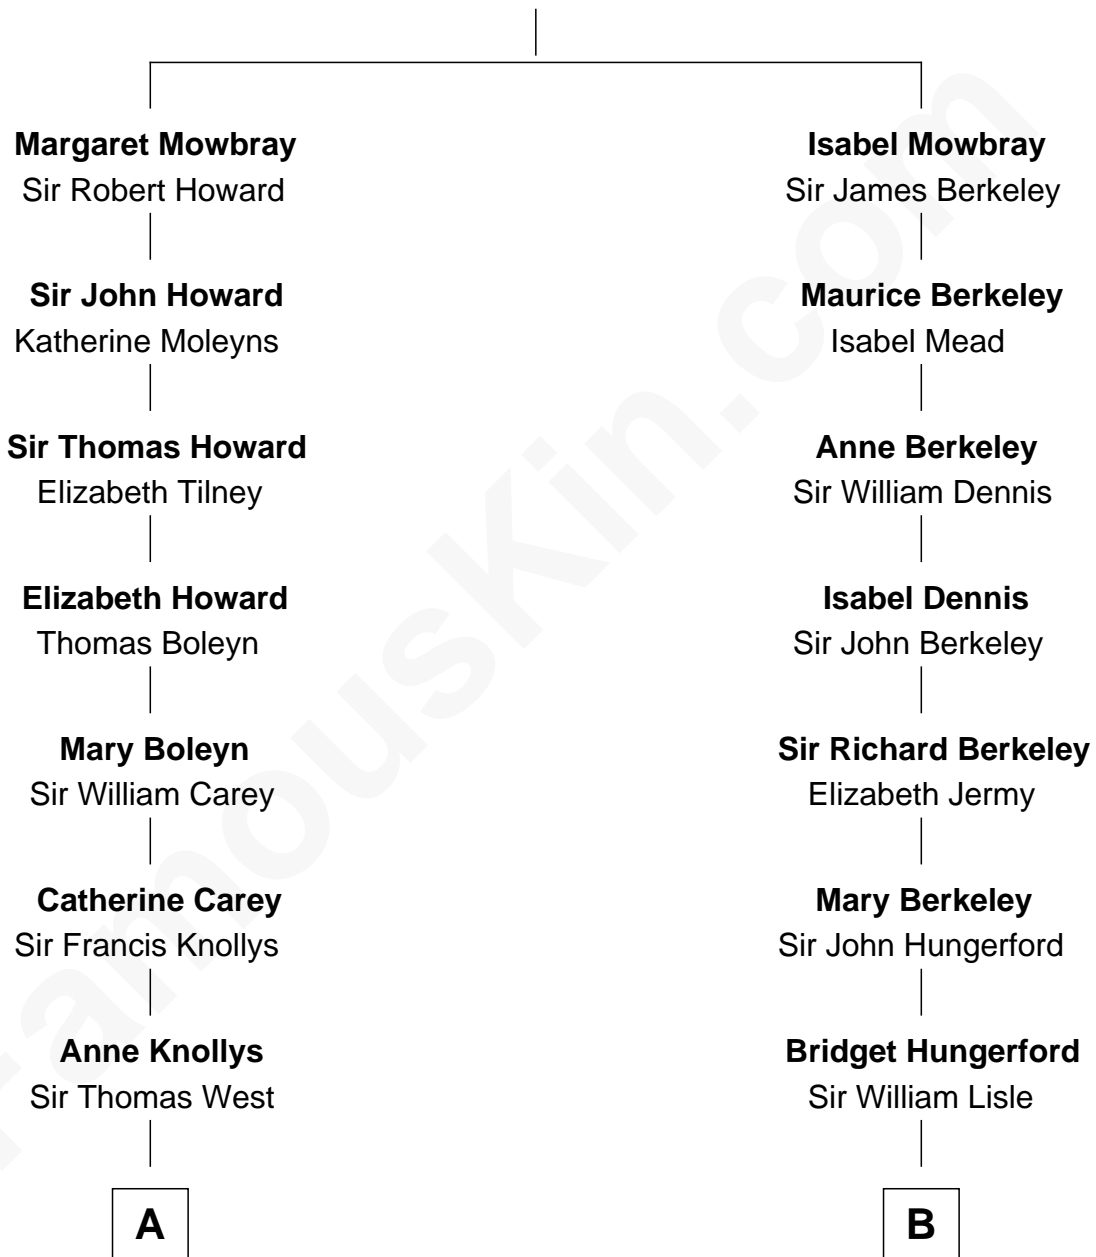 Margaret Mowbray
Sir Robert Howard
Isabel Mowbray
Sir James Berkeley
Sir John Howard
Katherine Moleyns
Maurice Berkeley
Isabel Mead
Sir Thomas Howard
Elizabeth Tilney
Anne Berkeley
Sir William Dennis
Elizabeth Howard
Thomas Boleyn
Isabel Dennis
Sir John Berkeley
Mary Boleyn
Sir William Carey
Sir Richard Berkeley
Elizabeth Jermy
Catherine Carey
Sir Francis Knollys
Mary Berkeley
Sir John Hungerford
Anne Knollys
Sir Thomas West
Bridget Hungerford
Sir William Lisle
A
B
FamousKin.com